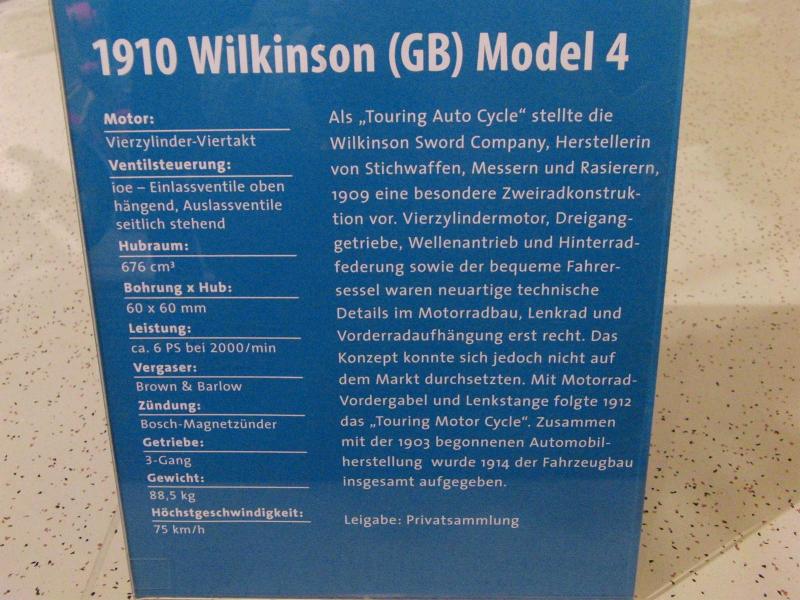 1910 Wilkinson (GB) Model 4
Motor:
Vierzylinder-Viertakt
Ventilsteuerung:
ioe – Einlassventile oben
hängend, Auslassventile
seitlich stehend
Hubraum:
676 cm³
Bohrung x Hub:
60 x 60 mm
Leistung:
ca. 6 PS bei 2000/min
Vergaser:
Brown & Barlow
Zündung:
Bosch-Magnetzünder
Getriebe:
3-Gang
Gewicht:
88,5 kg
Höchstgeschwindigkeit:
75 km/h
Als „Touring Auto Cycle“ stellte die
Wilkinson Sword Company, Herstellerin
von Stichwaffen, Messern und Rasierern,
1909 eine besondere Zweiradkonstruk-
tion vor. Vierzylindermotor, Dreigang-
getriebe, Wellenantrieb und Hinterrad-
federung sowie der bequeme Fahrer-
sessel waren neuartige technische
Details im Motorradbau, Lenkrad und
Vorderradaufhängung erst recht. Das
Konzept konnte sich jedoch nicht auf
dem Markt durchsetzten. Mit Motorrad-
Vordergabel und Lenkstange folgte 1912
das „Touring Motor Cycle“. Zusammen
mit der 1903 begonnenen Automobil-
herstellung wurde 1914 der Fahrzeugbau
insgesamt aufgegeben.
Leigabe: Privatsammlung